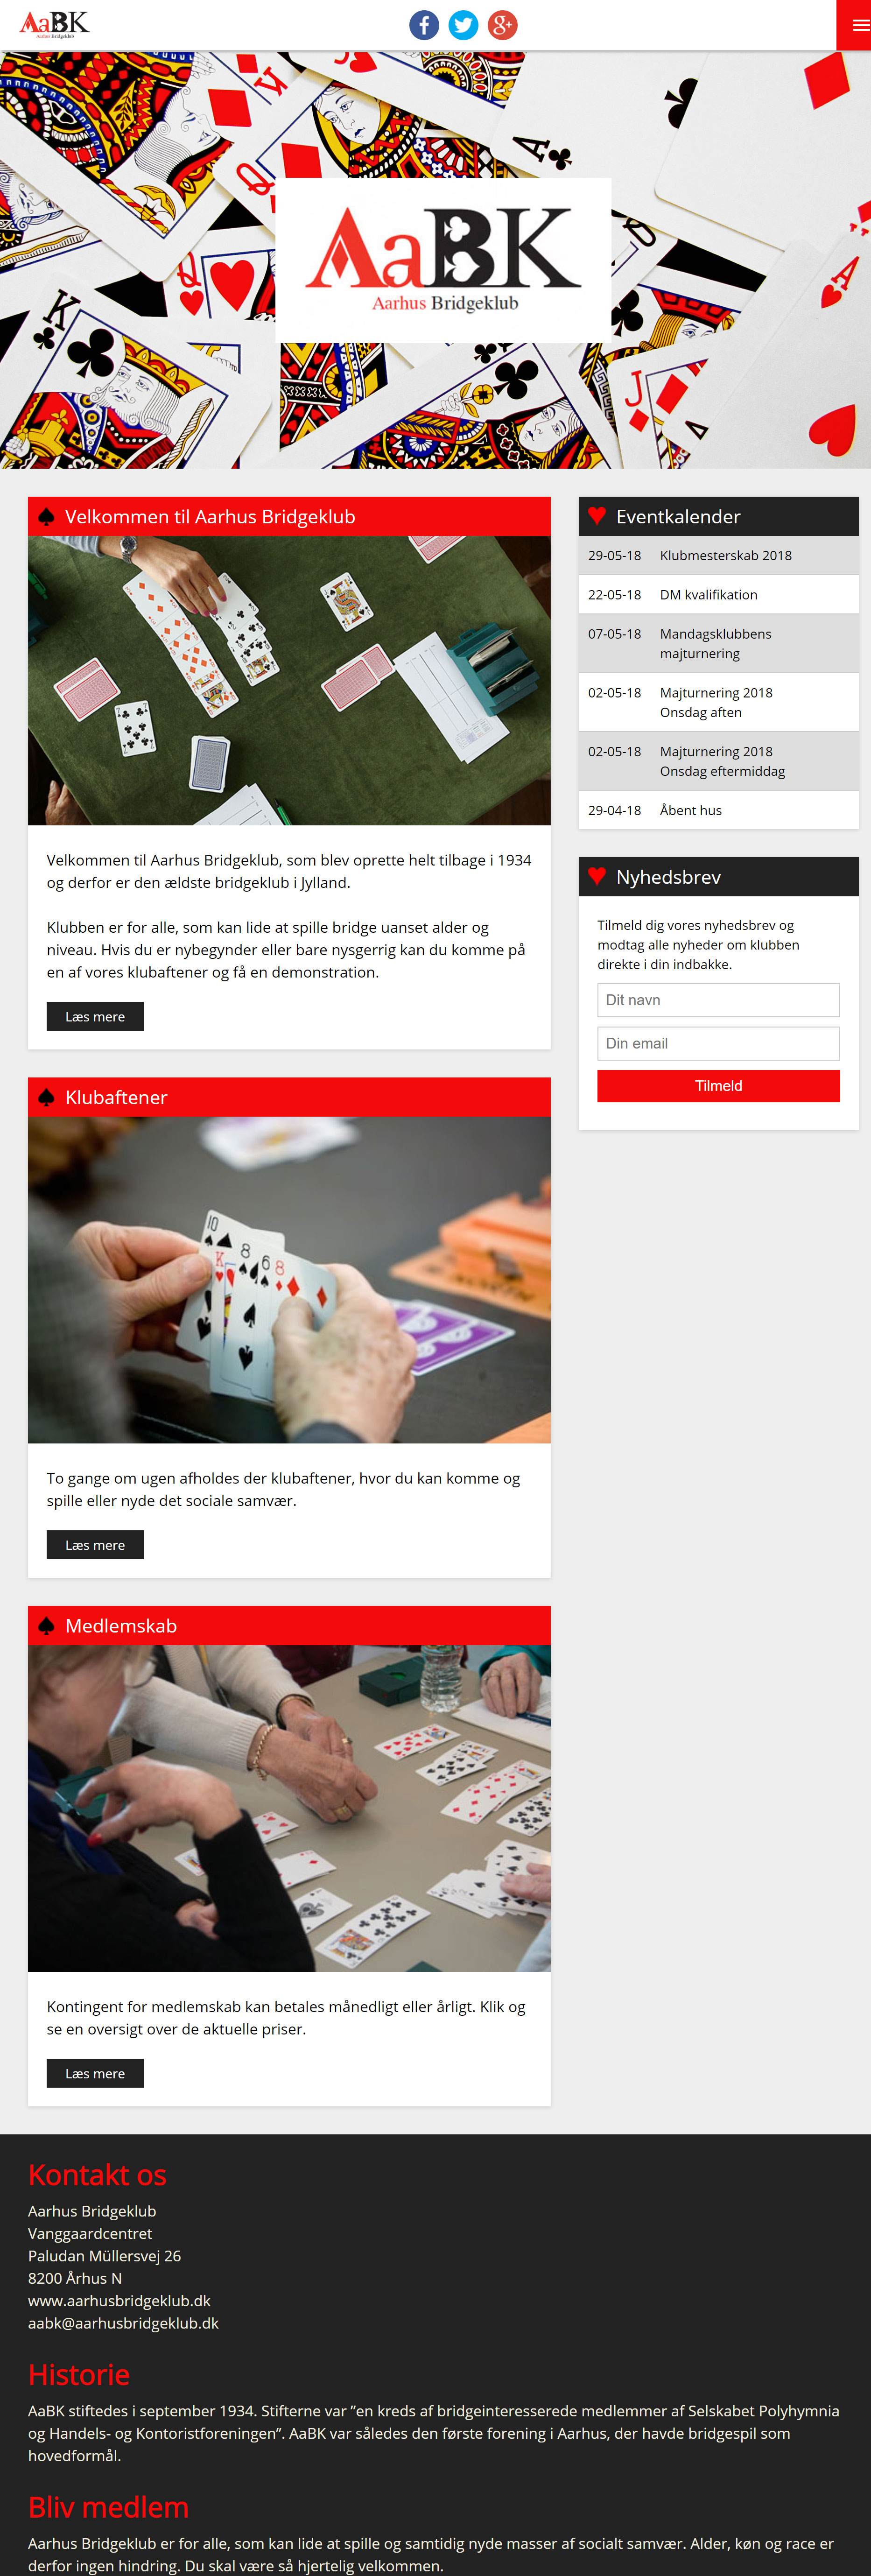 AaBK
Aarhus Bridgeklub
AaBK
Aarhus Bridgeklub
Velkommen til Aarhus Bridgeklub
Velkommen til Aarhus Bridgeklub, som blev oprette helt tilbage i 1934
og derfor er den ældste bridgeklub i Jylland.
Klubben er for alle, som kan lide at spille bridge uanset alder og
niveau. Hvis du er nybegynder eller bare nysgerrig kan du komme på
en af vores klubaftener og få en demonstration.
Læs mere
Klubaftener
To gange om ugen afholdes der klubaftener, hvor du kan komme og
spille eller nyde det sociale samvær.
Læs mere
Medlemskab
Kontingent for medlemskab kan betales månedligt eller årligt. Klik og
se en oversigt over de aktuelle priser.
Læs mere
Eventkalender
29-05-18 Klubmesterskab 2018
22-05-18 DM kvalifikation
07-05-18 Mandagsklubbens
majturnering
02-05-18 Majturnering 2018
Onsdag aften
02-05-18 Majturnering 2018
Onsdag eftermiddag
29-04-18 Åbent hus
Nyhedsbrev
Tilmeld dig vores nyhedsbrev og
modtag alle nyheder om klubben
direkte i din indbakke.
Dit navn
Din email
Tilmeld
Kontakt os
Aarhus Bridgeklub
Vanggaardcentret
Paludan Müllersvej 26
8200 Århus N
www.aarhusbridgeklub.dk
aabk@aarhusbridgeklub.dk
Historie
AaBK stiftedes i september 1934. Stifterne var ”en kreds af bridgeinteresserede medlemmer af Selskabet Polyhymnia
og Handels- og Kontoristforeningen”. AaBK var således den første forening i Aarhus, der havde bridgespil som
hovedformål.
Bliv medlem
Aarhus Bridgeklub er for alle, som kan lide at spille og samtidig nyde masser af socialt samvær. Alder, køn og race er
derfor ingen hindring. Du skal være så hjertelig velkommen.